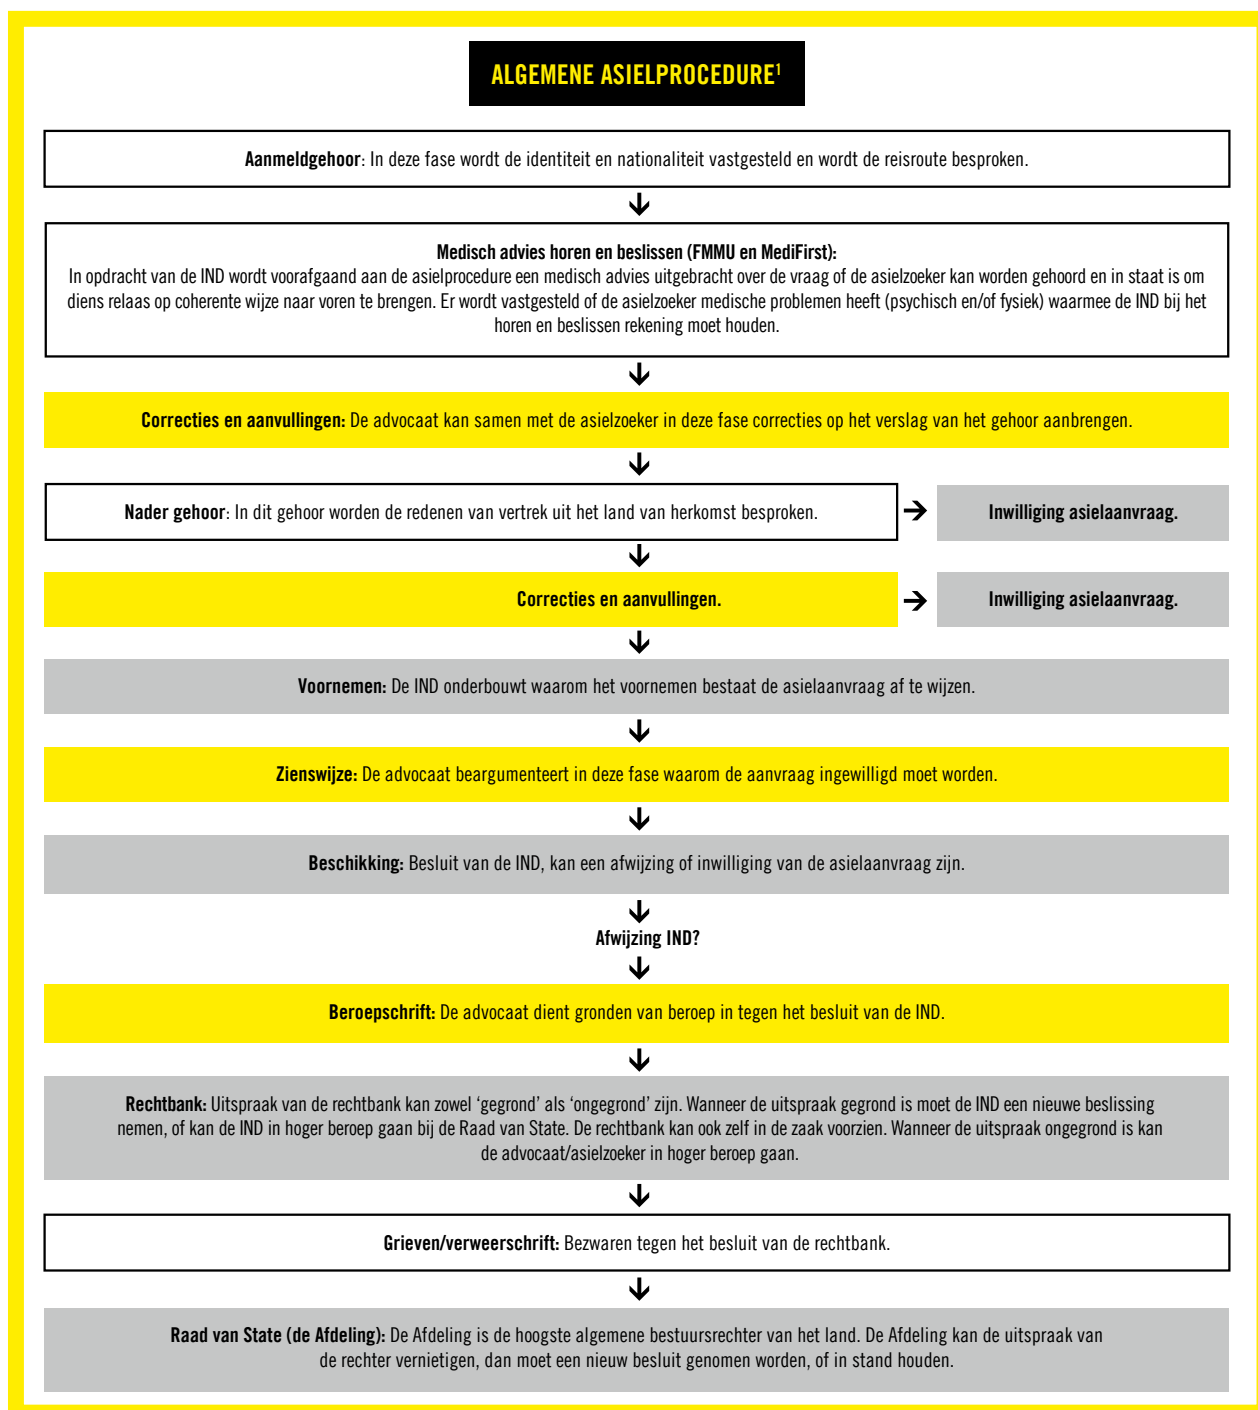 ALGEMENE ASIELPROCEDURE¹
Aanmeldgehoor: In deze fase wordt de identiteit en nationaliteit vastgesteld en wordt de reisroute besproken.
Medisch advies horen en beslissen (FMMU en MediFirst):
In opdracht van de IND wordt voorafgaand aan de asielprocedure een medisch advies uitgebracht over de vraag of de asielzoeker kan worden gehoord en in staat is om
diens relaas op coherente wijze naar voren te brengen. Er wordt vastgesteld of de asielzoeker medische problemen heeft (psychisch en/of fysiek) waarmee de IND bij het
horen en beslissen rekening moet houden.
Correcties en aanvullingen: De advocaat kan samen met de asielzoeker in deze fase correcties op het verslag van het gehoor aanbrengen.
Nader gehoor: In dit gehoor worden de redenen van vertrek uit het land van herkomst besproken.
Inwilliging asielaanvraag.
Correcties en aanvullingen.
Inwilliging asielaanvraag.
Voornemen: De IND onderbouwt waarom het voornemen bestaat de asielaanvraag af te wijzen.
Zienswijze: De advocaat beargumenteert in deze fase waarom de aanvraag ingewilligd moet worden.
Beschikking: Besluit van de IND, kan een afwijzing of inwilliging van de asielaanvraag zijn.
Afwijzing IND?
Beroepschrift: De advocaat dient gronden van beroep in tegen het besluit van de IND.
Rechtbank: Uitspraak van de rechtbank kan zowel ‘gegrond’ als ‘ongegrond’ zijn. Wanneer de uitspraak gegrond is moet de IND een nieuwe beslissing
nemen, of kan de IND in hoger beroep gaan bij de Raad van State. De rechtbank kan ook zelf in de zaak voorzien. Wanneer de uitspraak ongegrond is kan
de advocaat/asielzoeker in hoger beroep gaan.
Grieven/verweerschrift: Bezwaren tegen het besluit van de rechtbank.
Raad van State (de Afdeling): De Afdeling is de hoogste algemene bestuursrechter van het land. De Afdeling kan de uitspraak van
de rechter vernietigen, dan moet een nieuw besluit genomen worden, of in stand houden.